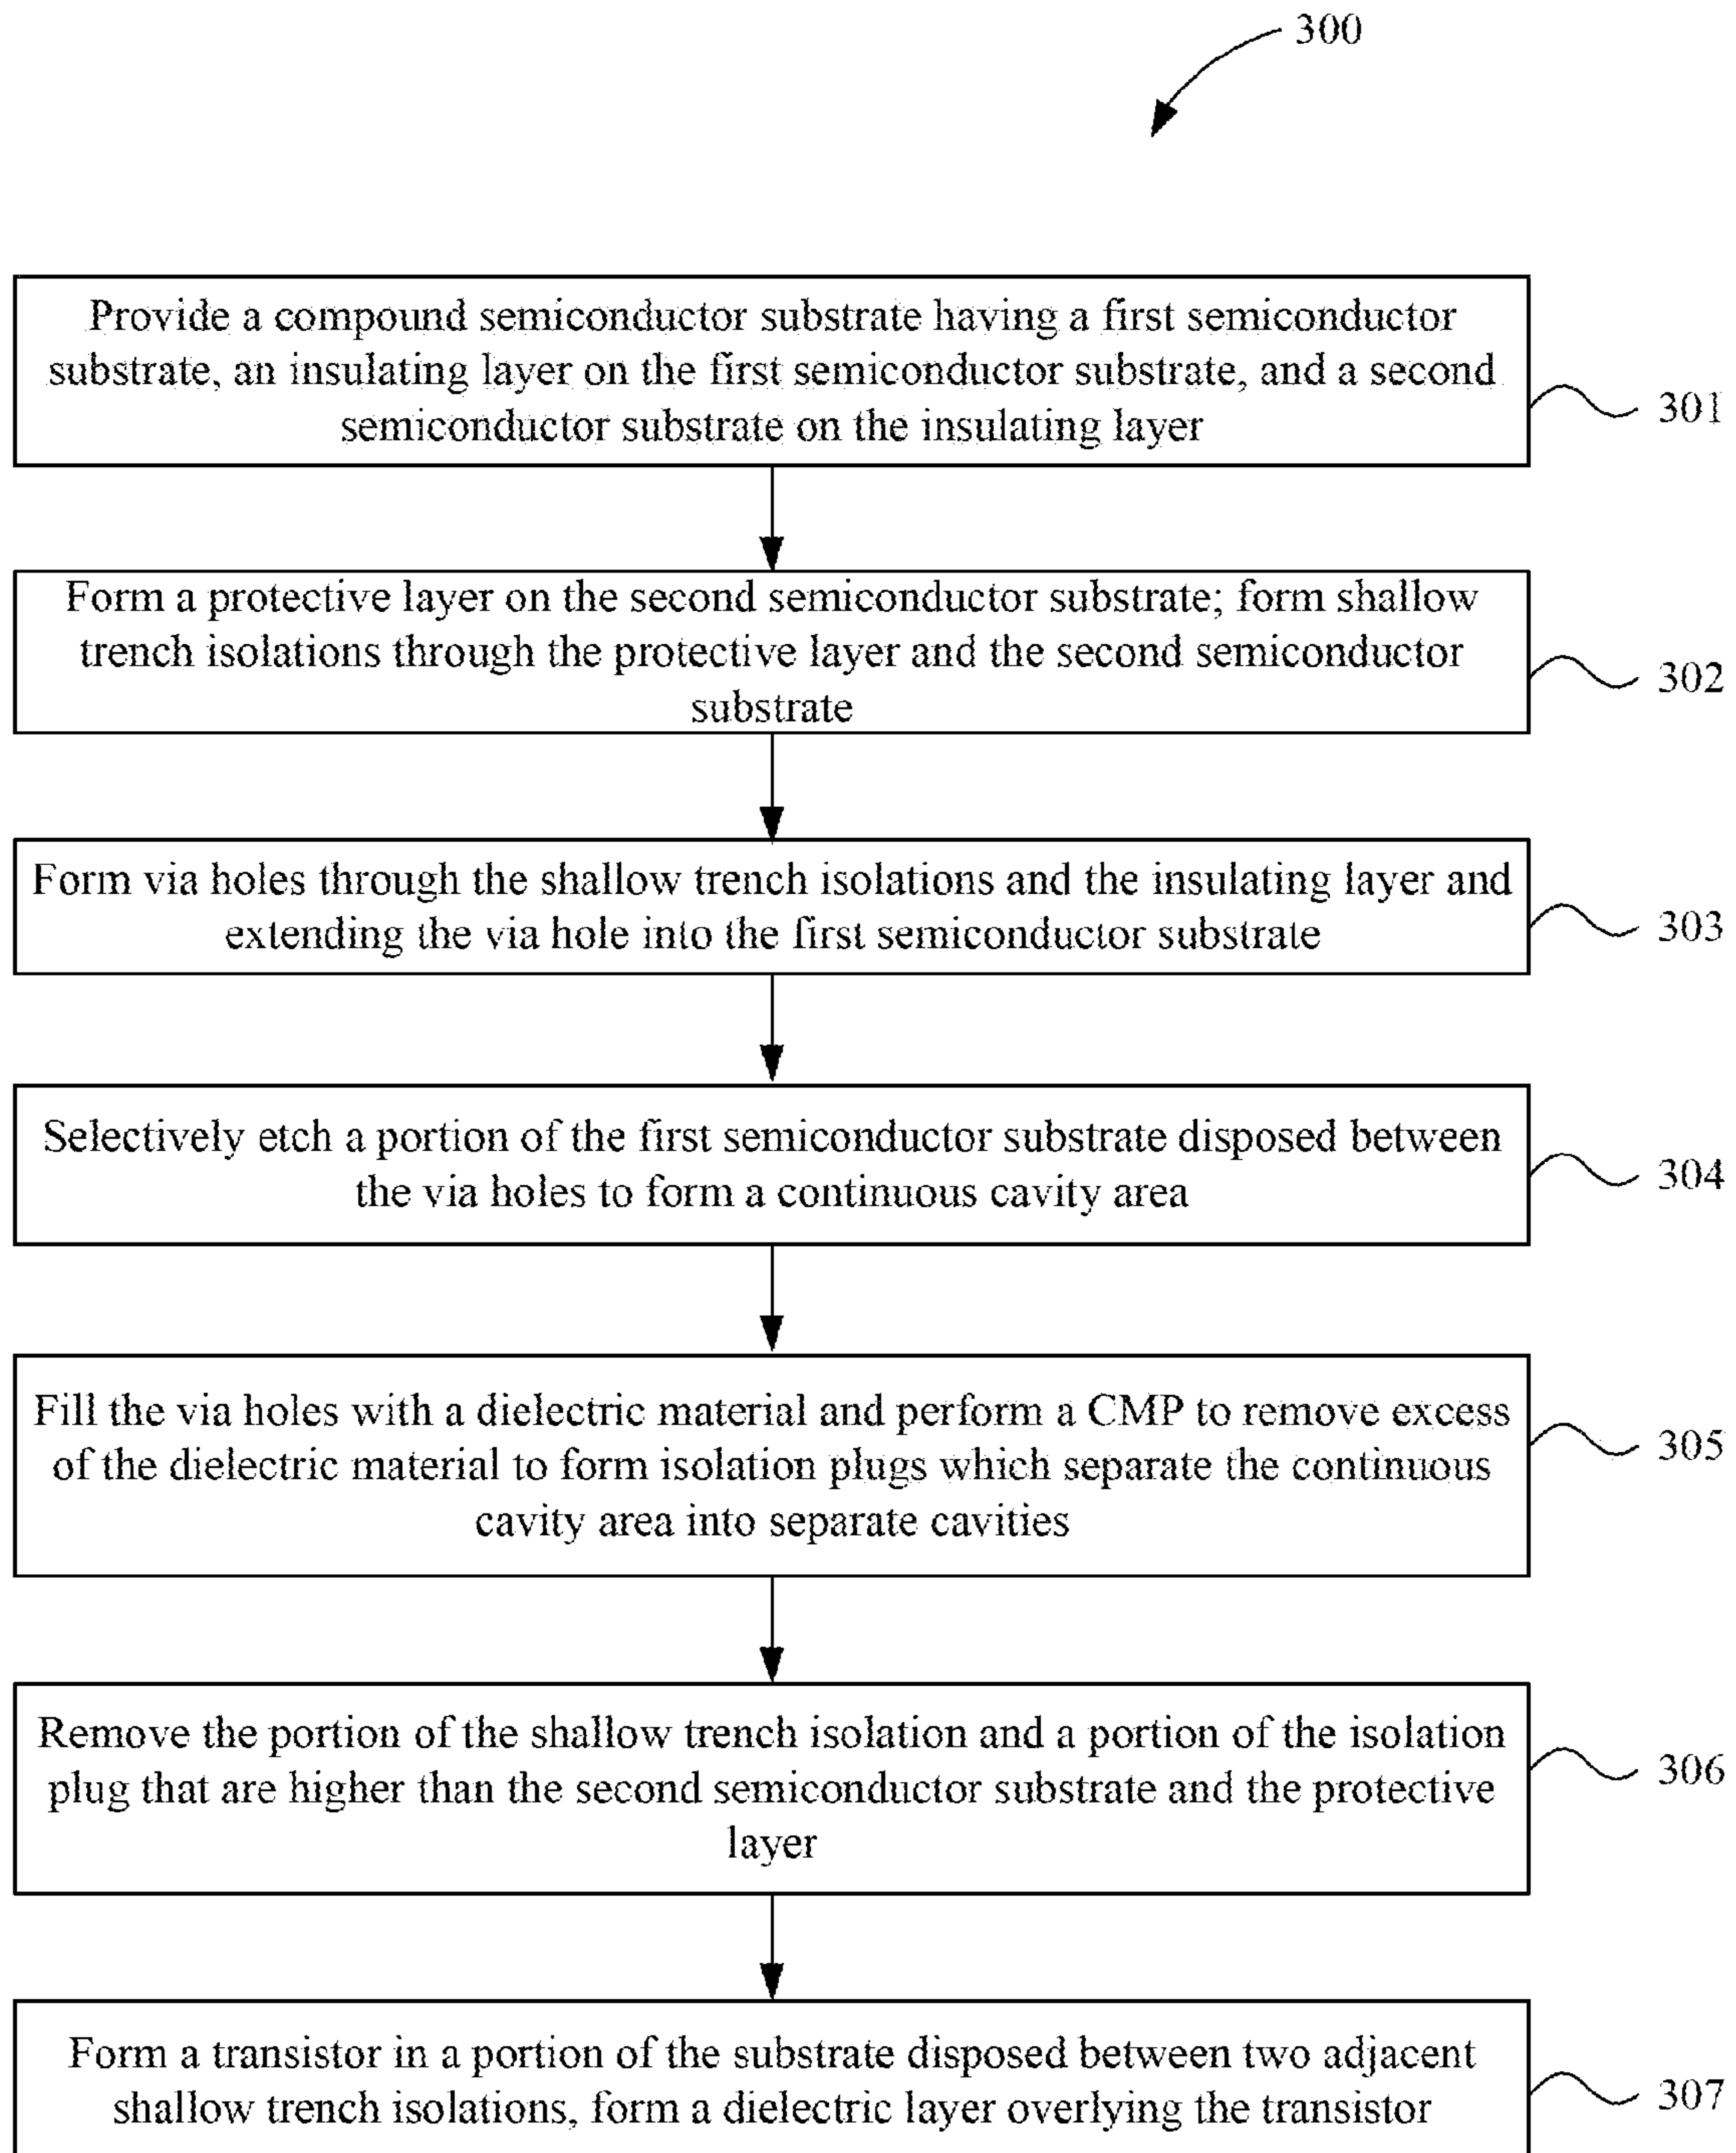 300
Provide a compound semiconductor substrate having a first semiconductor
substrate, an insulating layer on the first semiconductor substrate, and a second
semiconductor substrate on the insulating layer
301
Form a protective layer on the second semiconductor substrate; form shallow
trench isolations through the protective layer and the second semiconductor
substrate
302
Form via holes through the shallow trench isolations and the insulating layer and
extending the via hole into the first semiconductor substrate
303
Selectively etch a portion of the first semiconductor substrate disposed between
the via holes to form a continuous cavity area
304
Fill the via holes with a dielectric material and perform a CMP to remove excess
of the dielectric material to form isolation plugs which separate the continuous
cavity area into separate cavities
305
Remove the portion of the shallow trench isolation and a portion of the isolation
plug that are higher than the second semiconductor substrate and the protective
layer
306
Form a transistor in a portion of the substrate disposed between two adjacent
shallow trench isolations, form a dielectric layer overlying the transistor
307